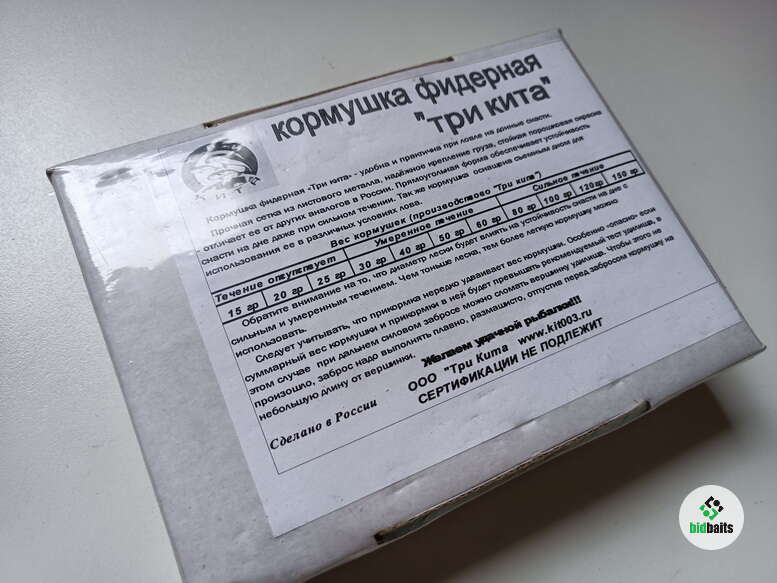 кормушка фидерная
"три кита"
Кормушка фидерная «Три кита» - удобна и практична при ловле на донные снасти.
Прочная сетка из листового металла, надёжное крепление груза, стойкая порошковая окраска
- отличает ее от других аналогов в России. Прямоугольная форма обеспечивает устойчивость
снасти на дне даже при сильном течении. Так же кормушка оснащена съемным дном для
использования ее в различных условиях лова.
Вес кормушек (производство "Три кита")
Течение отсутствует Умеренное течение Сильное течение
15 гр 20 гр 25 гр 30 гр 40 гр 50 гр 60 гр 80 гр 100 гр 120гр 150 гр
Обратите внимание на то, что диаметр лески будет влиять на устойчивость снасти на дне с
сильным и умеренным течением. Чем тоньше леска, тем более легкую кормушку можно
использовать.
Следует учитывать, что прикормка нередко удваивает вес кормушки. Особенно «опасно» если
суммарный вес кормушки и прикормки в ней будет превышать рекомендуемый тест удилища, в
этом случае при дальнем силовом забросе можно сломать вершинку удилища. Чтобы этого не
произошло, заброс надо выполнять плавно, размашисто, отпустив перед забросом кормушку на
небольшую длину от вершинки.
Желаем удачной рыбалки!!!
ООО "Три Кита www.kit003.ru
СЕРТИФИКАЦИИ НЕ ПОДЛЕЖИТ
Сделано в России
bidbaits